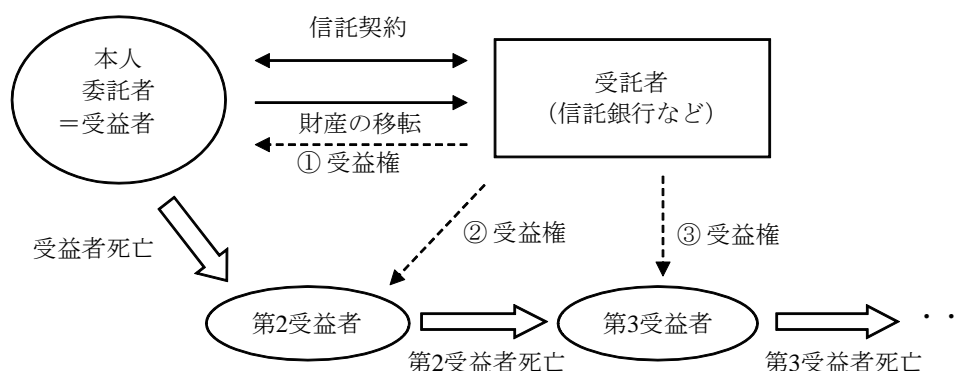 信託契約
本人
委託者
＝受益者
受託者
（信託銀行など）
財産の移転
① 受益権
受益者死亡
② 受益権
③ 受益権
第2受益者
第3受益者
・・
第2受益者死亡
第3受益者死亡